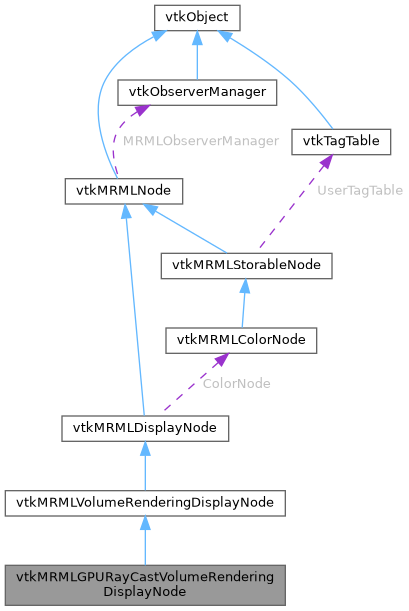 vtkObject
vtkObserverManager
vtkTagTable
MRMLObserverManager
vtkMRMLNode
UserTagTable
vtkMRMLStorableNode
vtkMRMLColorNode
ColorNode
vtkMRMLDisplayNode
vtkMRMLVolumeRenderingDisplayNode
vtkMRMLGPURayCastVolumeRendering
DisplayNode